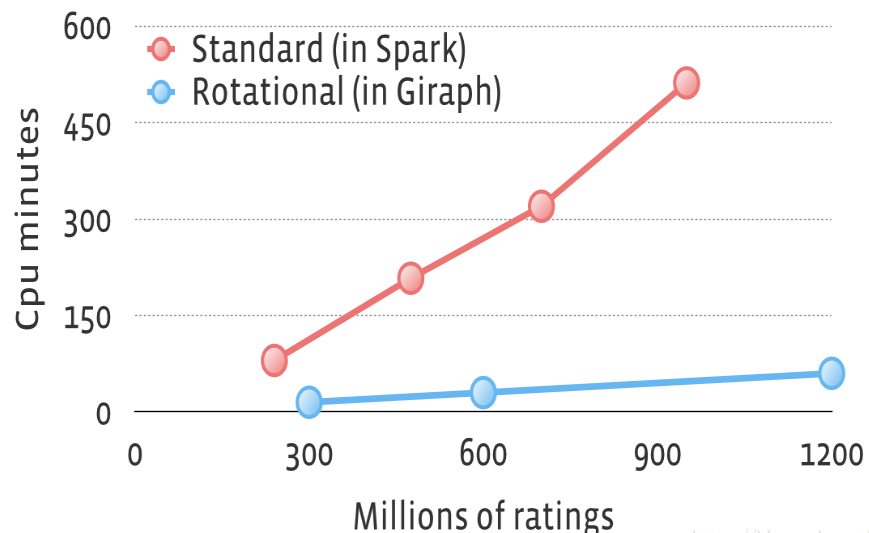 600
Standard (in Spark)
Rotational (in Giraph)
450
300
150
0
Cpu minutes
0 300 600 900 1200
Millions of ratings